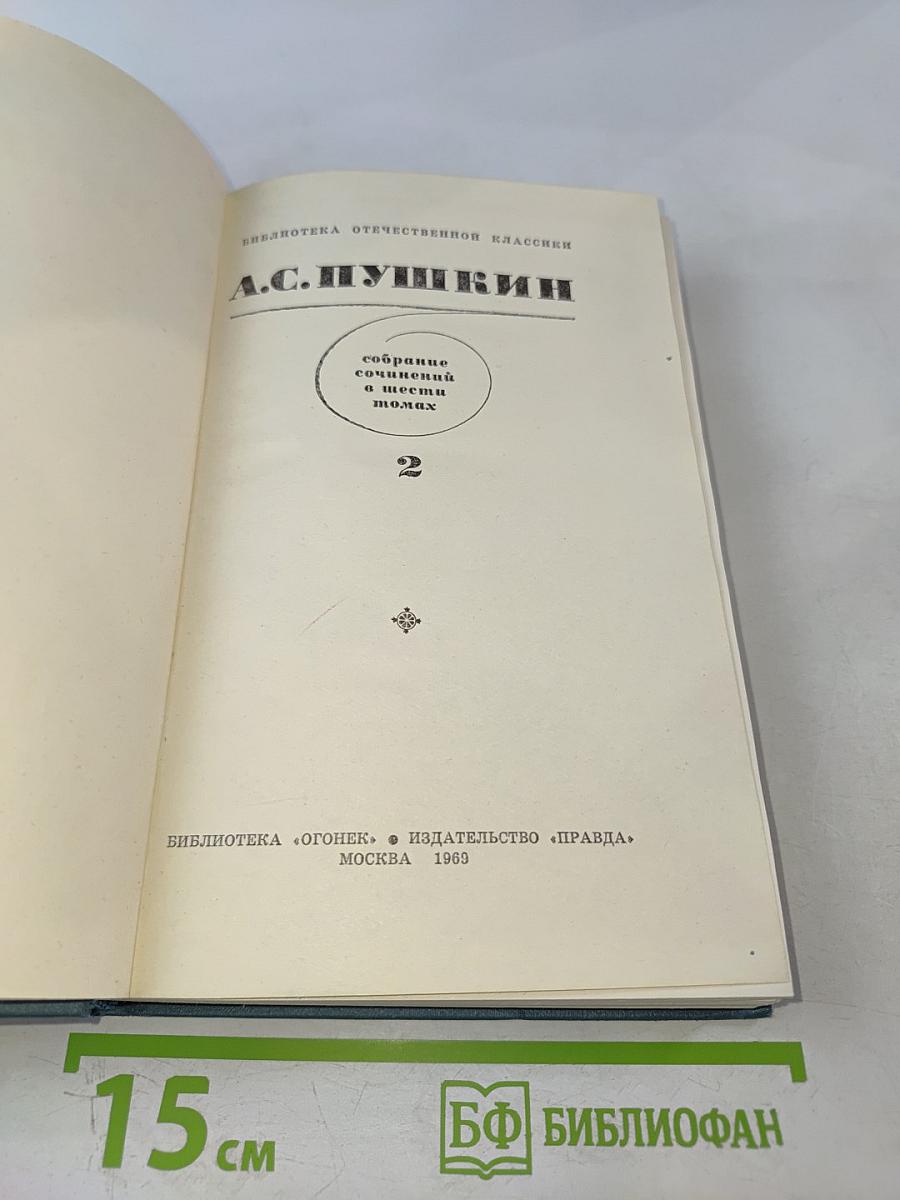 БИБЛИОТЕКА ОТЕЧЕСТВЕННОЙ КЛАССИКИ
А.С.ПУШКИН
собрание
сочинений
в шести
томах
2
БИБЛИОТЕКА «ОГОНЕК» • ИЗДАТЕЛЬСТВО «ПРАВДА»
МОСКВА 1969
15 см
БФ БИБЛИОФАН